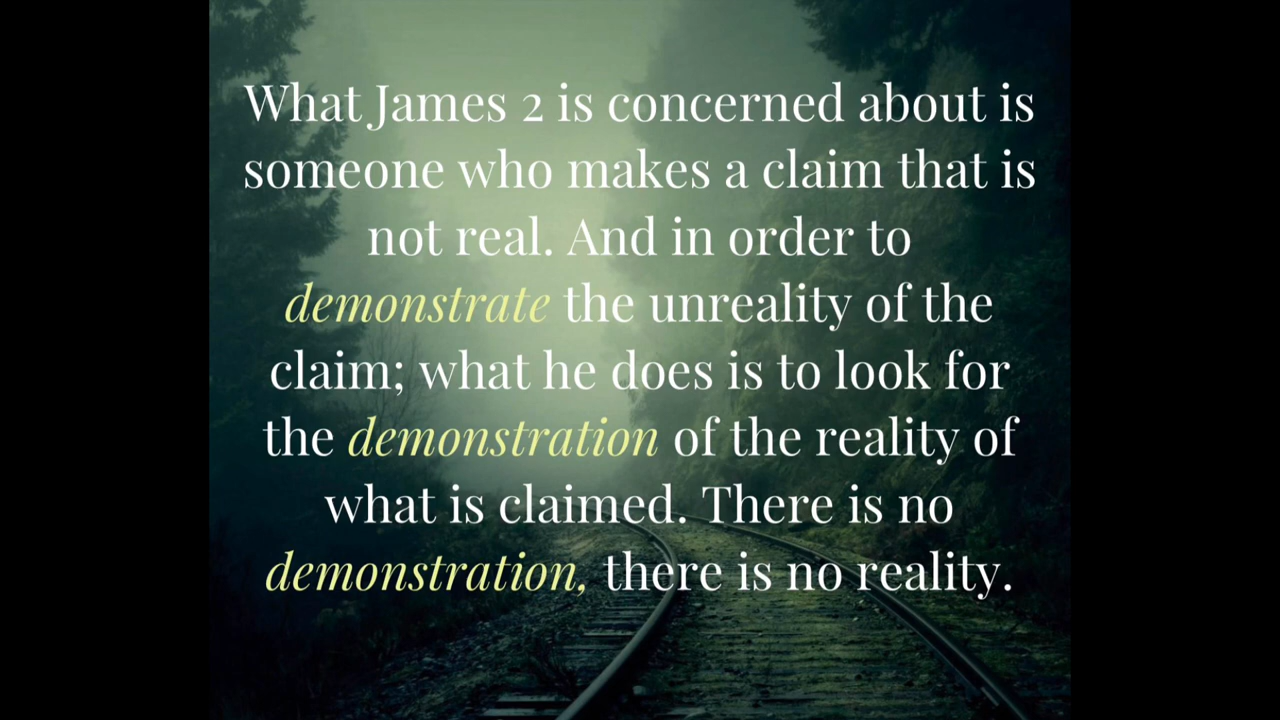 What James 2 is concerned about is
someone who makes a claim that is
not real. And in order to
demonstrate the unreality of the
claim; what he does is to look for
the demonstration of the reality of
what is claimed. There is no
demonstration, there is no reality.